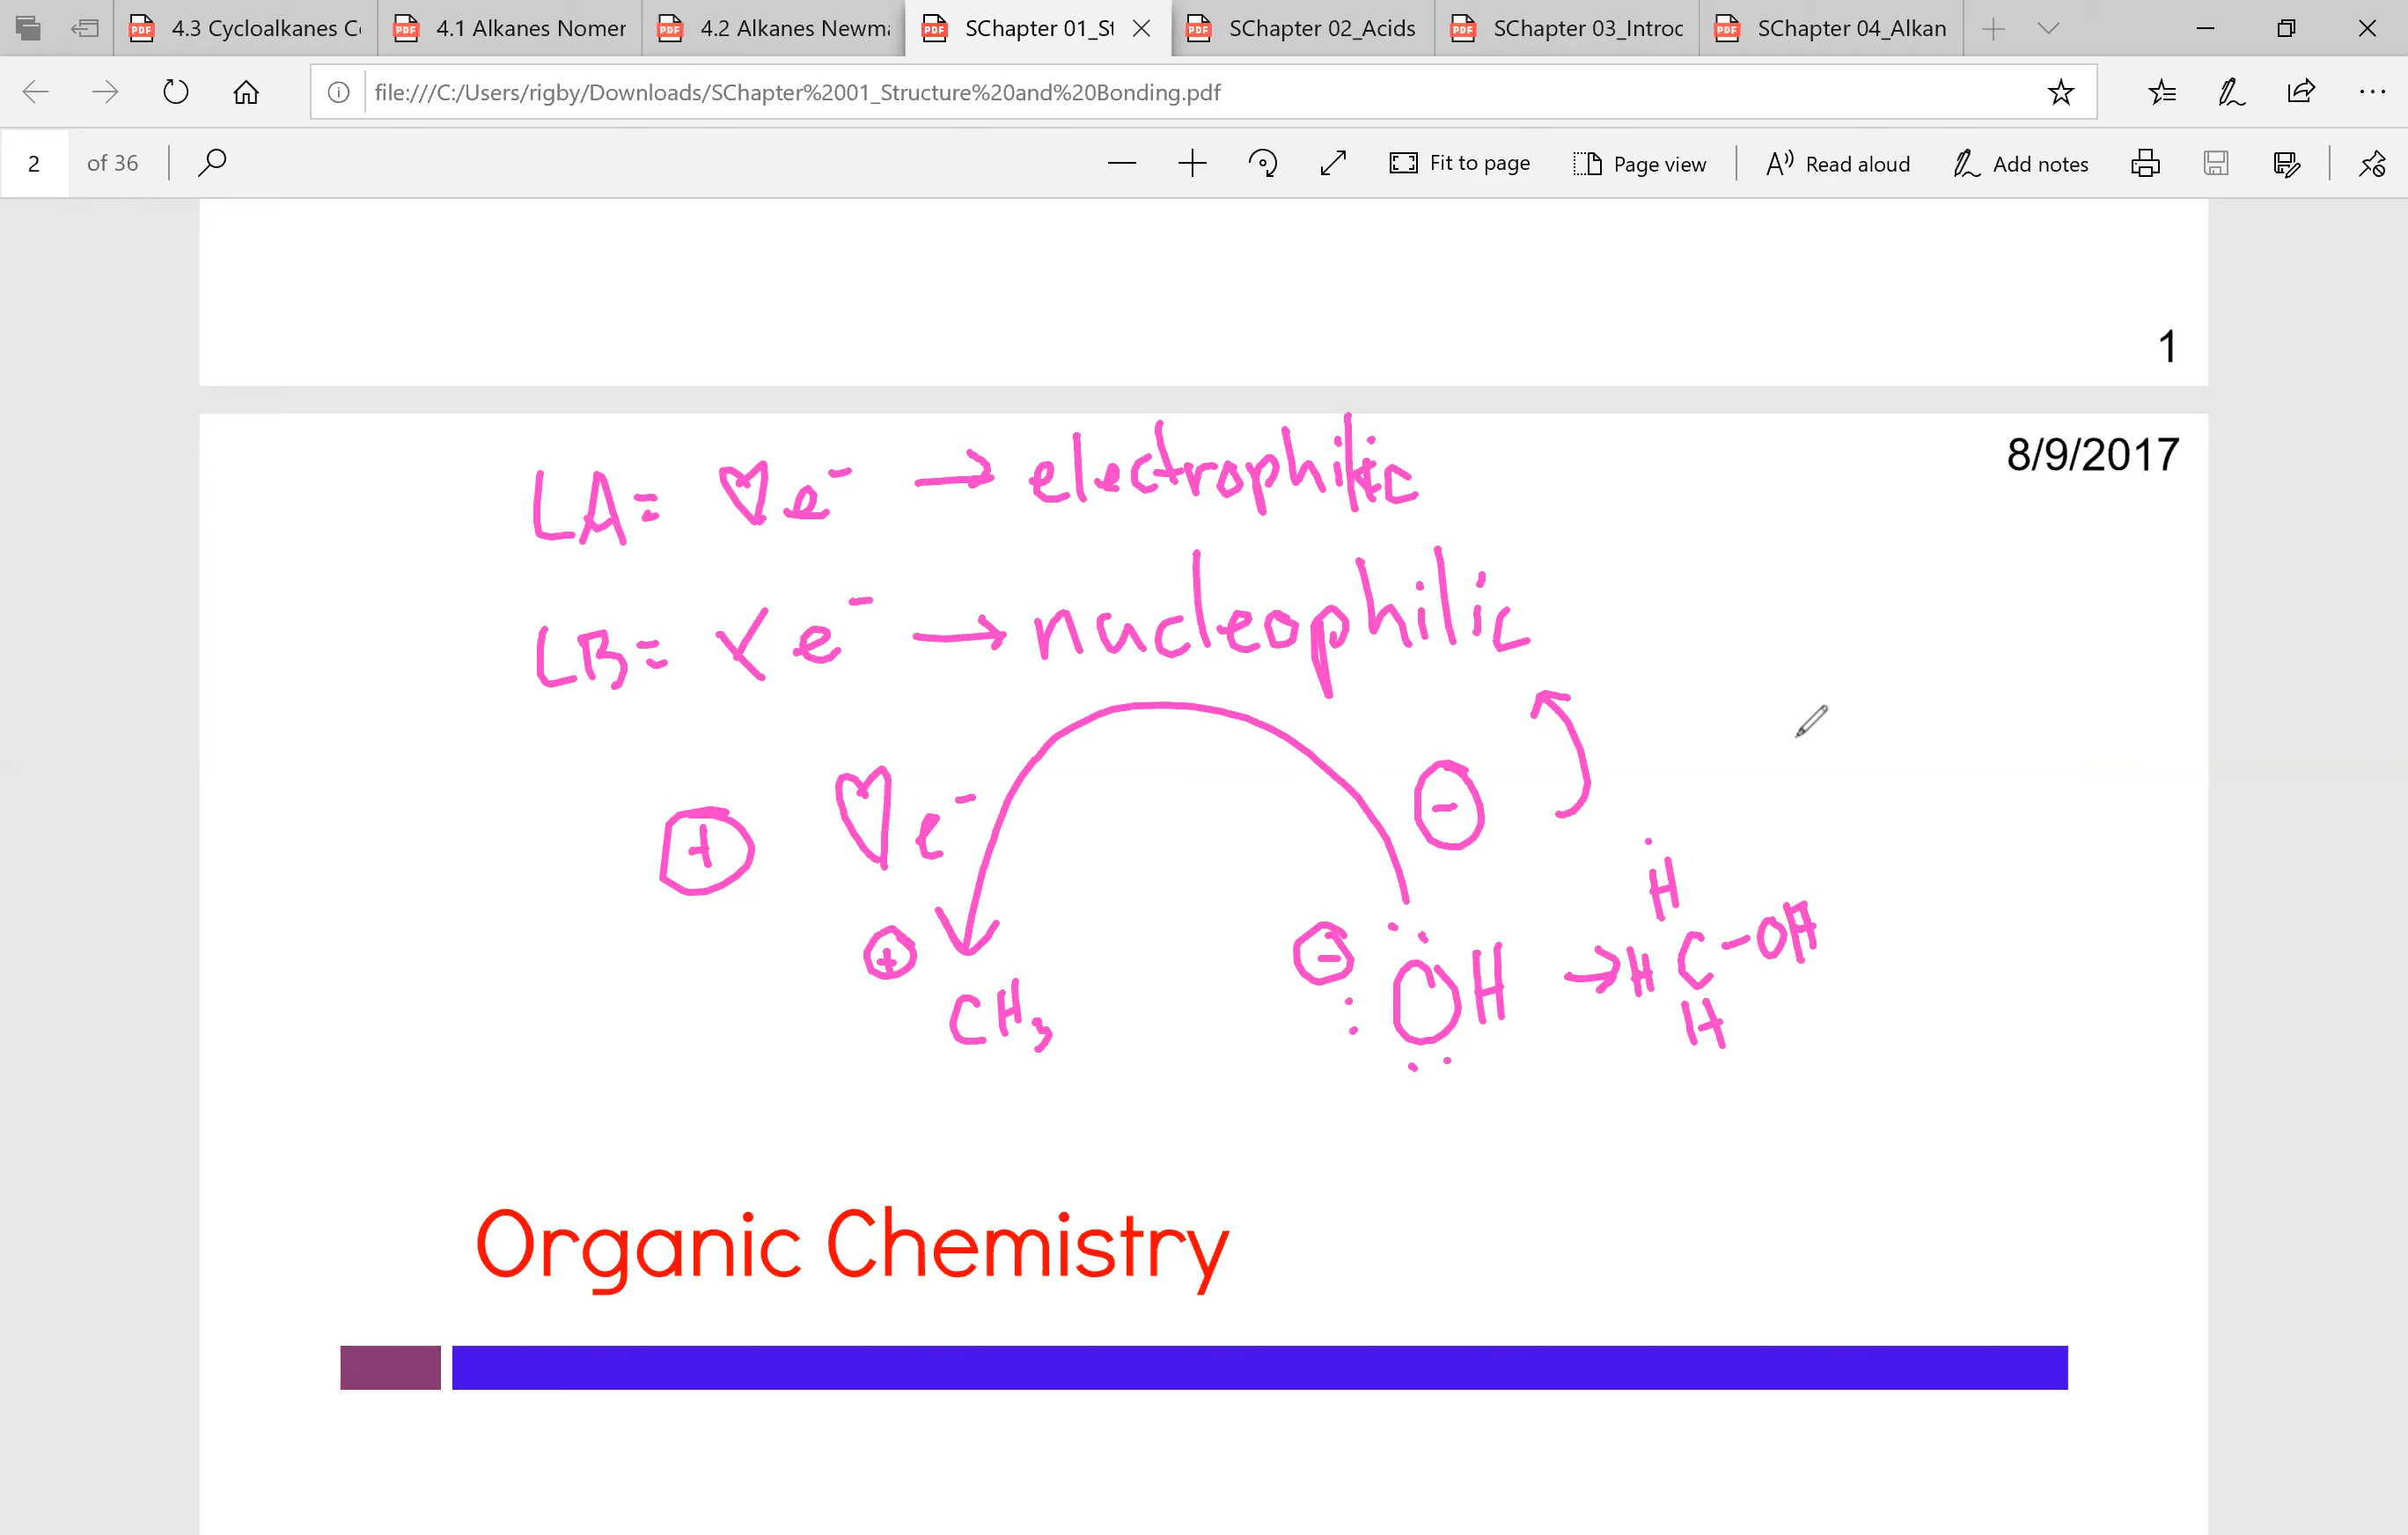 4.3 Cycloalkanes C
4.1 Alkanes Nomer
4.2 Alkanes Newm
SChapter 01_St
SChapter 02_Acids
SChapter 03_Introc
SChapter 04_Alkan
file:///C:/Users/rigby/Downloads/SChapter%2001_Structure%20and%20Bonding.pdf
2 of 36
Fit to page
Page view
Read aloud
Add notes
1
8/9/2017
LA = ♡ e⁻ → electrophilic
LB = × e⁻ → nucleophilic
⊕ ♡ e⁻ ⊖
H
⊕ ⊖ → H C - OH
CH₃ OH H
Organic Chemistry